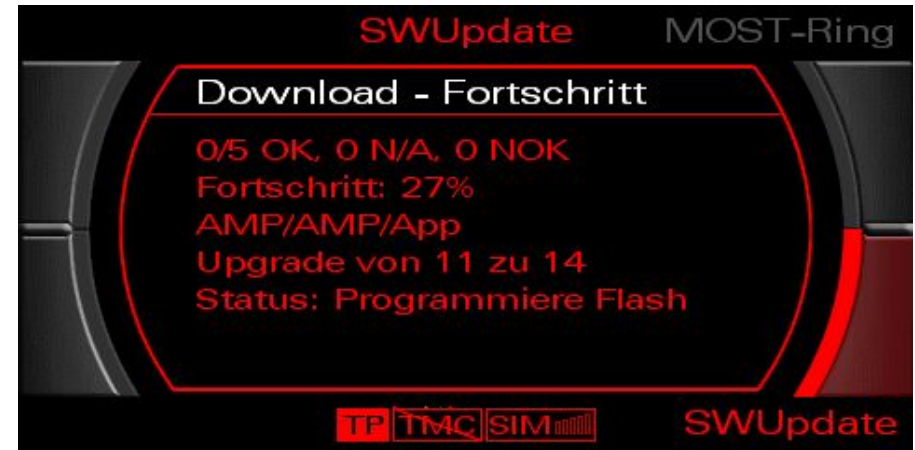 SWUpdate MOST-Ring
Download - Fortschritt
0/5 OK, 0 N/A, 0 NOK
Fortschritt: 27%
AMP/AMP/App
Upgrade von 11 zu 14
Status: Programmiere Flash
TP TMC SIM SWUpdate